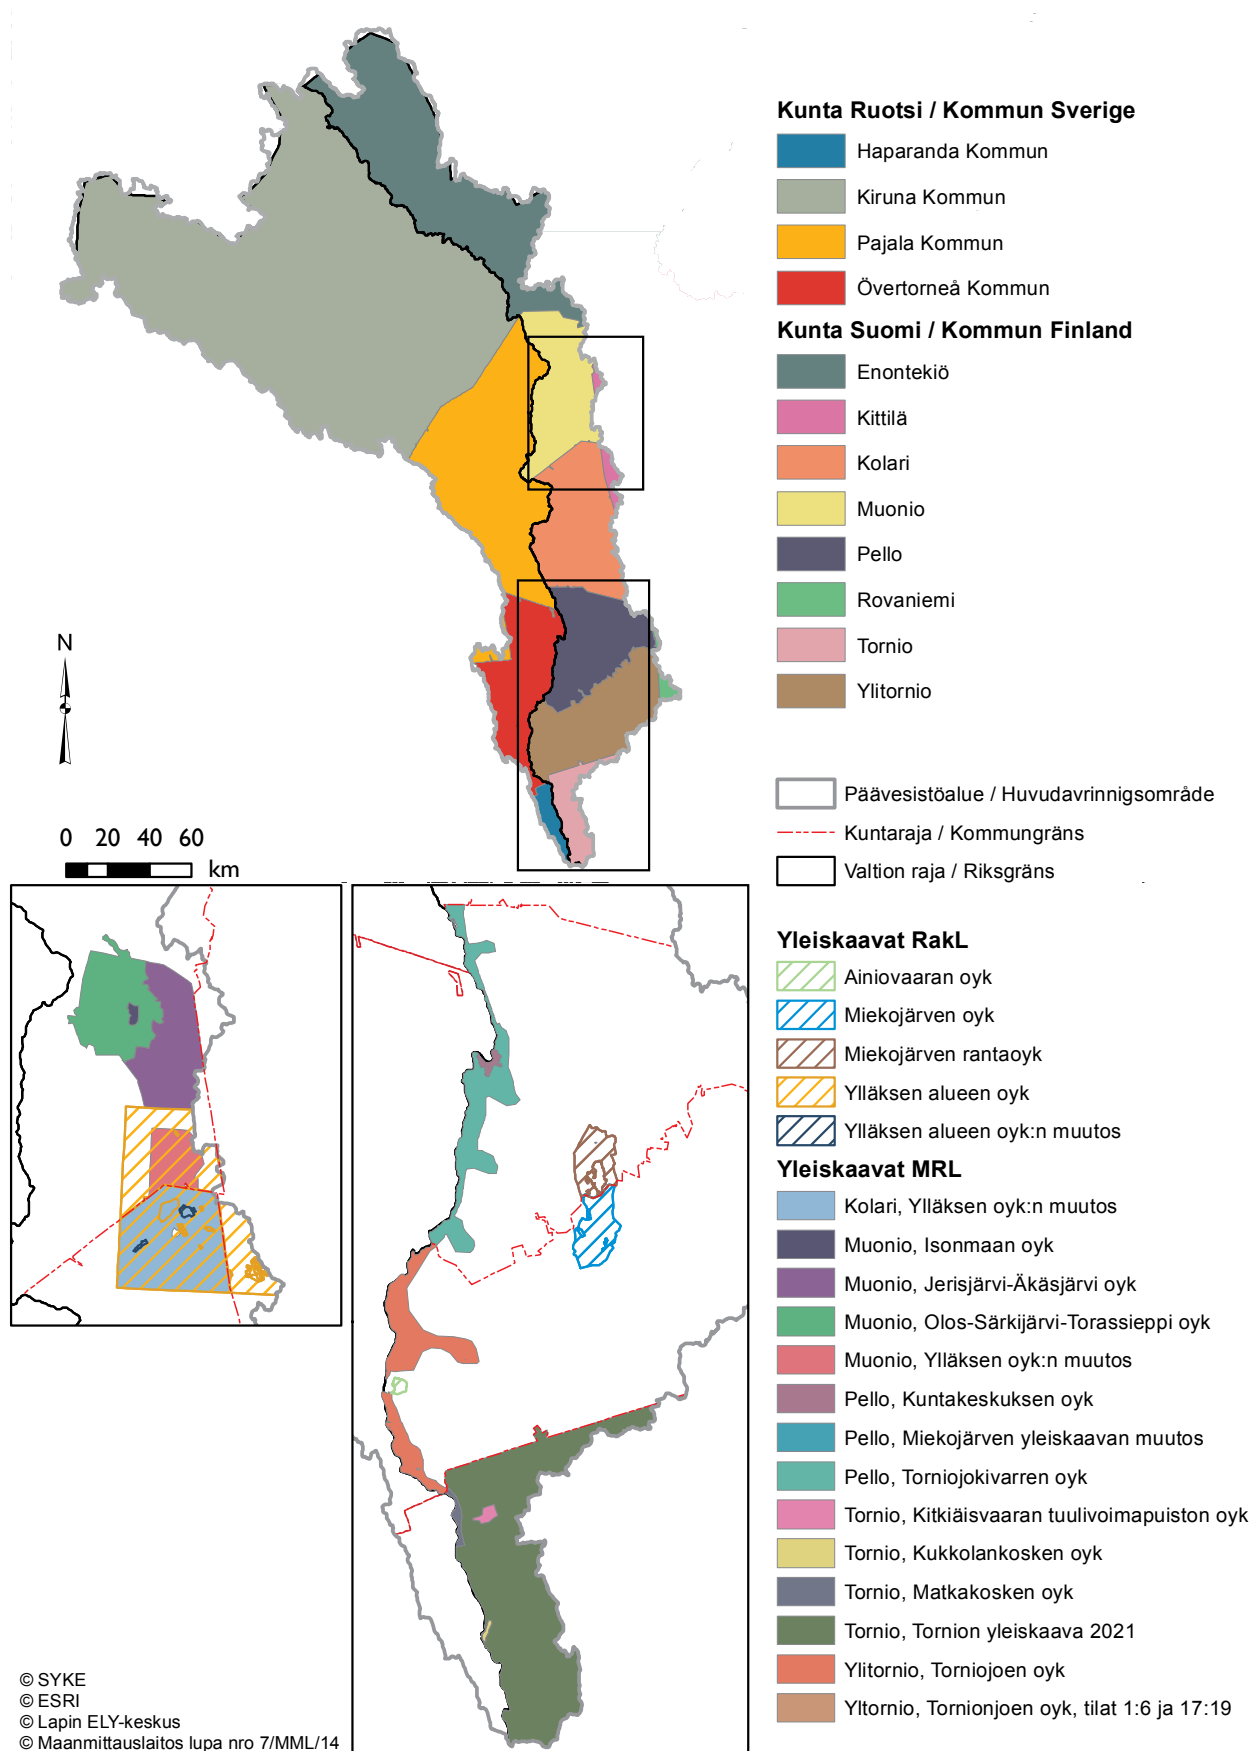 Kunta Ruotsi / Kommun Sverige
Haparanda Kommun
Kiruna Kommun
Pajala Kommun
Övertorneå Kommun
Kunta Suomi / Kommun Finland
Enontekiö
Kittilä
Kolari
Muonio
Pello
Rovaniemi
Tornio
Ylitornio
N
0 20 40 60
km
Päävesistöalue / Huvudavrinnigsområde
Kuntaraja / Kommungräns
Valtion raja / Riksgräns
Yleiskaavat RakL
Ainiovaaran oyk
Miekojärven oyk
Miekojärven rantaoyk
Ylläksen alueen oyk
Ylläksen alueen oyk:n muutos
Yleiskaavat MRL
Kolari, Ylläksen oyk:n muutos
Muonio, Isonmaan oyk
Muonio, Jerisjärvi-Äkäsjärvi oyk
Muonio, Olos-Särkijärvi-Torassieppi oyk
Muonio, Ylläksen oyk:n muutos
Pello, Kuntakeskuksen oyk
Pello, Miekojärven yleiskaavan muutos
Pello, Torniojokivarren oyk
Tornio, Kitkiäisvaaran tuulivoimapuiston oyk
Tornio, Kukkolankosken oyk
Tornio, Matkakosken oyk
Tornio, Tornion yleiskaava 2021
Ylitornio, Torniojoen oyk
Yltornio, Tornionjoen oyk, tilat 1:6 ja 17:19
© SYKE
© ESRI
© Lapin ELY-keskus
© Maanmittauslaitos lupa nro 7/MML/14